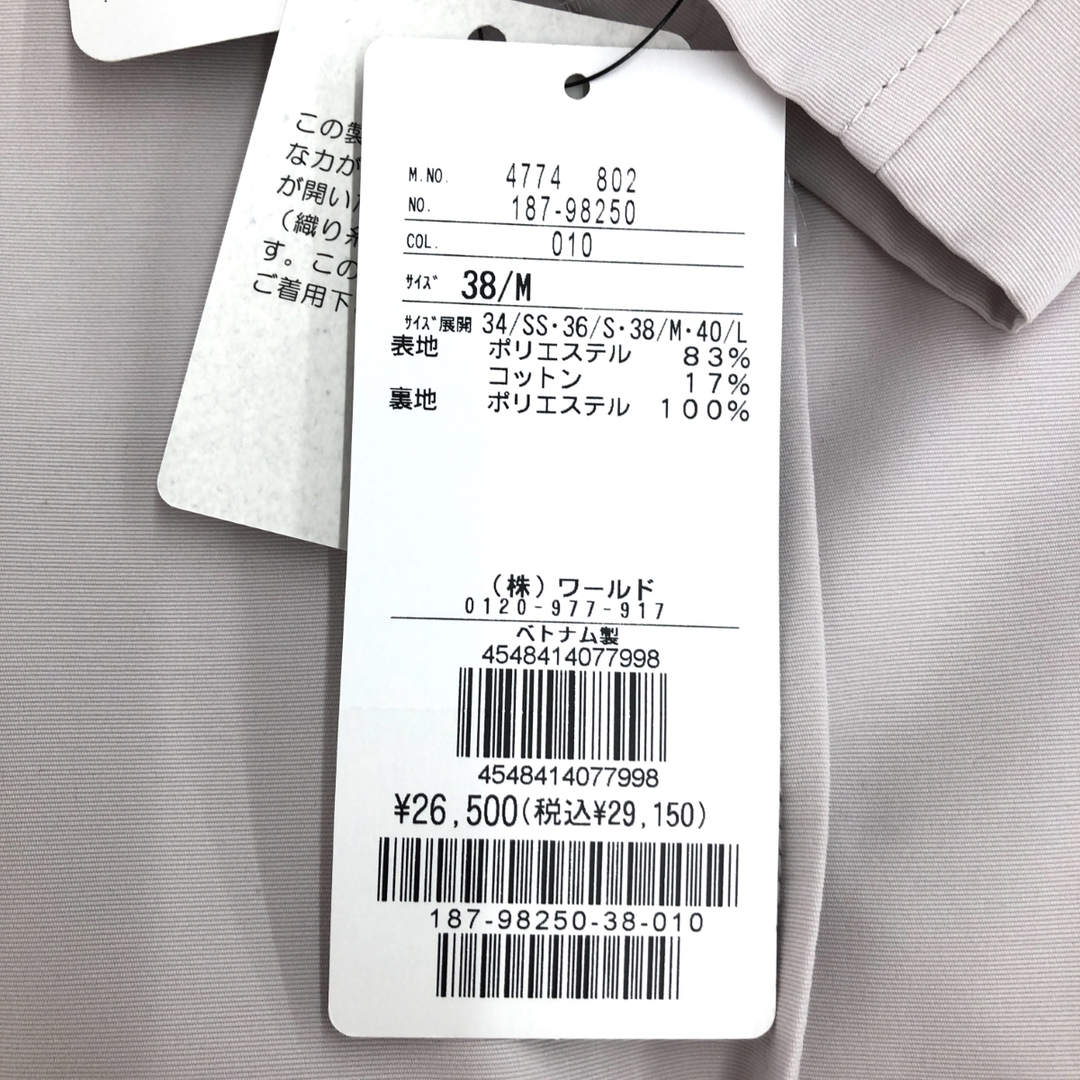 この製
な力が
が開いた
（織り糸
す。この
ご着用下
M.NO. 4774 802
NO. 187-98250
COL. 010
ｻｲｽﾞ 38/M
ｻｲｽﾞ展開 34/SS・36/S・38/M・40/L
表地 ポリエステル 83%
コットン 17%
裏地 ポリエステル 100%
（株）ワールド
0120-977-917
ベトナム製
4548414077998
4548414077998
¥26,500(税込¥29,150)
187-98250-38-010